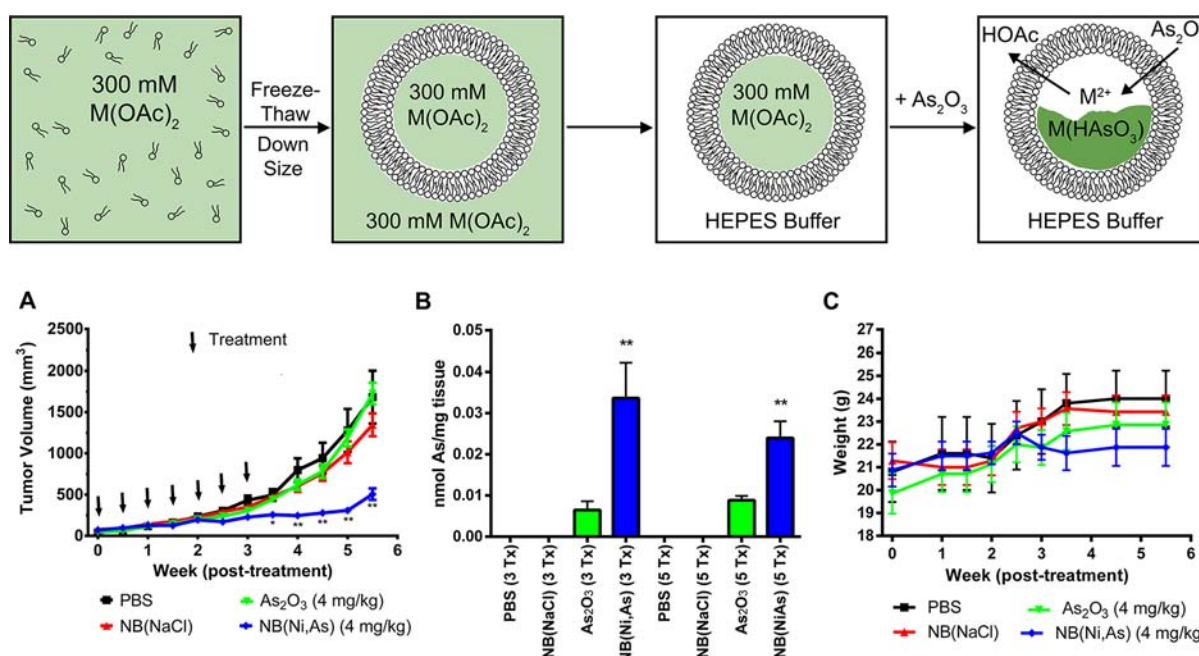 300 mM
M(OAc)₂
Freeze-
Thaw
Down
Size
300 mM
M(OAc)₂
300 mM M(OAc)₂
300 mM
M(OAc)₂
HEPES Buffer
+ As₂O₃
HOAc
As₂O
M²⁺
M(HAsO₃)
HEPES Buffer
A
Treatment
Tumor Volume (mm³)
2500
2000
1500
1000
500
0
0 1 2 3 4 5 6
* ** ** ** **
Week (post-treatment)
PBS
As₂O₃ (4 mg/kg)
NB(NaCl)
NB(Ni,As) (4 mg/kg)
B
nmol As/mg tissue
0.05
0.04
0.03
0.02
0.01
0.00
**
**
PBS (3 Tx)
NB(NaCl) (3 Tx)
As₂O₃ (3 Tx)
NB(Ni,As) (3 Tx)
PBS (5 Tx)
NB(NaCl) (5 Tx)
As₂O₃ (5 Tx)
NB(NiAs) (5 Tx)
C
Weight (g)
27
26
25
24
23
22
21
20
19
18
17
0 1 2 3 4 5 6
Week (post-treatment)
PBS
As₂O₃ (4 mg/kg)
NB(NaCl)
NB(Ni,As) (4 mg/kg